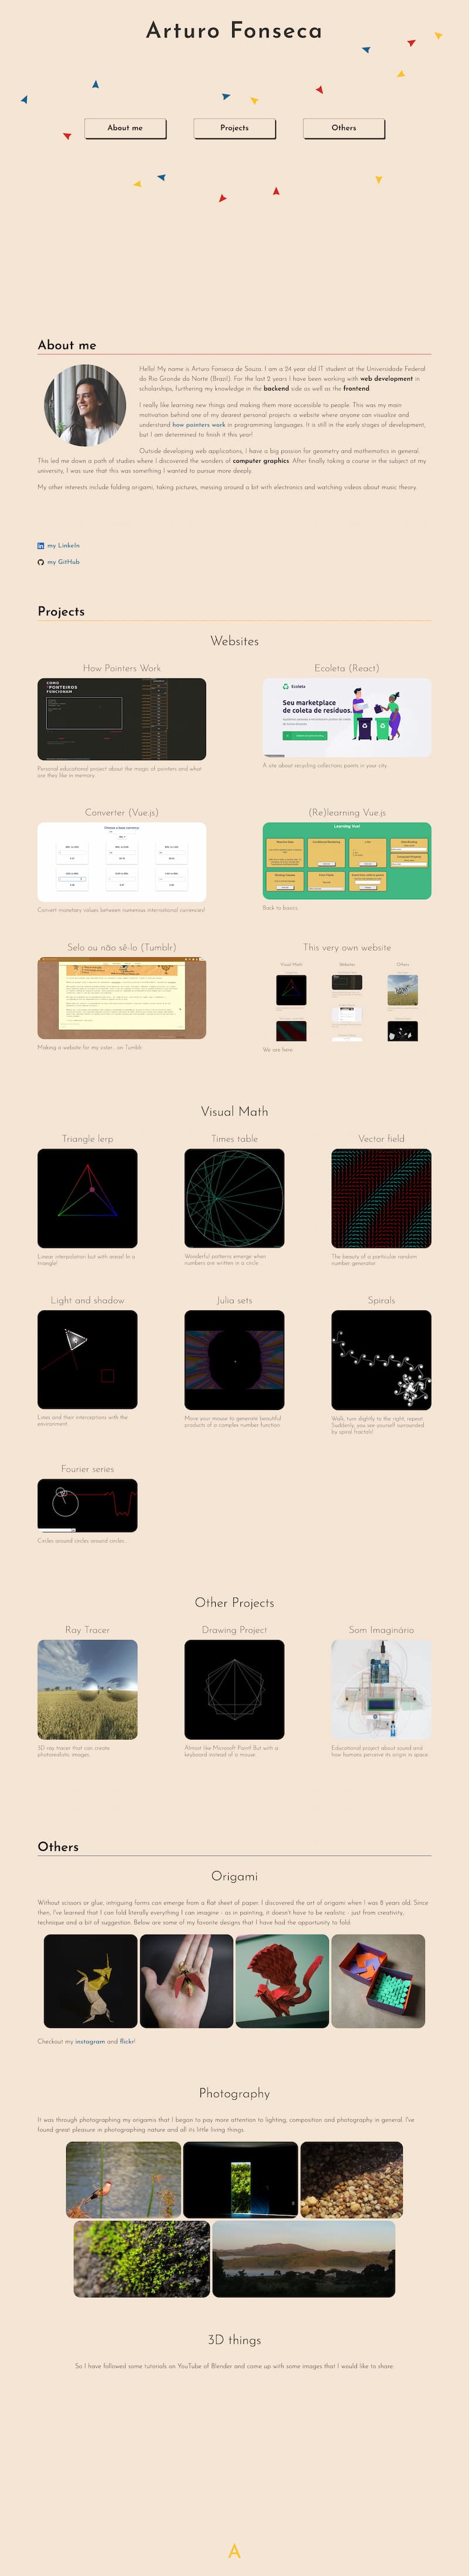 Arturo Fonseca
About me
Projects
Others
About me
Hello! My name is Arturo Fonseca de Souza, I am a 24 year old IT student at the Universidade Federal
do Rio Grande do Norte (Brasil). For the last 2 years I have been working with web development in
scholarships, furthering my knowledge in the backend side as well as the frontend.
I really like learning new things and making them more accessible to people. This was my main
motivation behind one of my dearest personal projects: a website where anyone can visualize and
understand how pointers work in programming languages. It is still in the early stages of development,
but I am determined to finish it this year!
Outside developing web applications, I have a big passion for geometry and mathematics in general.
This led me down a path of studies where I discovered the wonders of computer graphics. After finally taking a course in the subject at my
university, I was sure that this was something I wanted to pursue more deeply.
My other interests include folding origami, taking pictures, messing around a bit with electronics and watching videos about music theory.
my LinkeIn
my GitHub
Projects
Websites
How Pointers Work
Ecoleta (React)
COMO
PONTEIROS
FUNCIONAM
Ecoleta
Seu marketplace
de coleta de resíduos.
Personal educational project about the magic of pointers and what
are they like in memory.
A site about recycling collections points in your city.
Converter (Vue.js)
(Re)learning Vue.js
Learning Vue!
Convert monetary values between numerous international currencies!
Back to basics.
Selo ou não sê-lo (Tumblr)
This very own website
Visual Math
Websites
Others
Making a website for my sister... on Tumblr.
We are here.
Visual Math
Triangle lerp
Times table
Vector field
Linear interpolation but with areas! In a
triangle!
Wonderful patterns emerge when
numbers are written in a circle
The beauty of a particular random
number generator
Light and shadow
Julia sets
Spirals
Lines and their interceptions with the
environment
Move your mouse to generate beautiful
products of a complex number function
Walk, turn slightly to the right, repeat.
Suddenly, you see yourself surrounded
by spiral fractals!
Fourier series
Circles around circles around circles...
Other Projects
Ray Tracer
Drawing Project
Som Imaginário
3D ray tracer that can create
photorealistic images
Almost like Microsoft Paint! But with a
keyboard instead of a mouse
Educational project about sound and
how humans perceive its origin is space
Others
Origami
Without scissors or glue, intriguing forms can emerge from a flat sheet of paper. I discovered the art of origami when I was 8 years old. Since
then, I've learned that I can fold literally everything I can imagine - as in painting, it doesn't have to be realistic - just from creativity,
technique and a bit of suggestion. Below are some of my favorite designs that I have had the opportunity to fold:
Checkout my instagram and flickr!
Photography
It was through photographing my origamis that I began to pay more attention to lighting, composition and photography in general. I've
found great pleasure in photographing nature and all its little living things.
3D things
So I have followed some tutorials on YouTube of Blender and come up with some images that I would like to share:
A